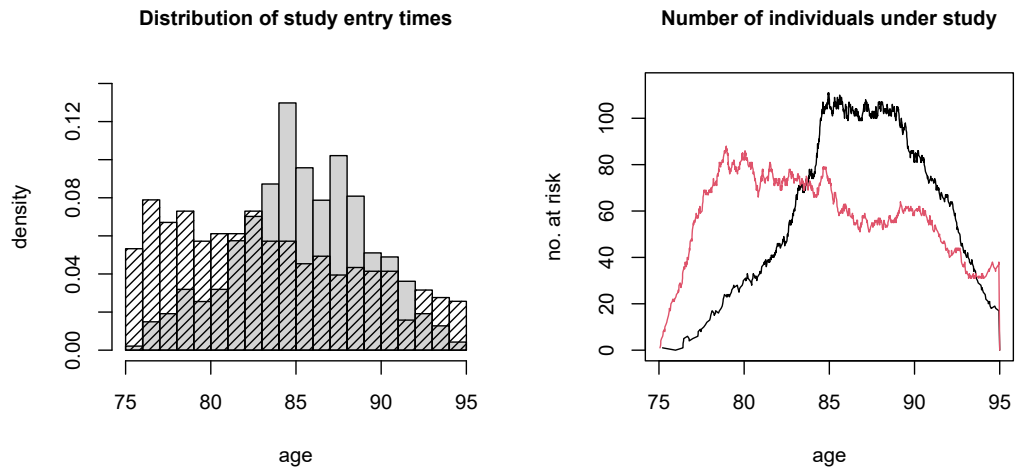 Distribution of study entry times
density
0.00 0.04 0.08 0.12
75 80 85 90 95
age
Number of individuals under study
no. at risk
0 20 40 60 80 100
75 80 85 90 95
age